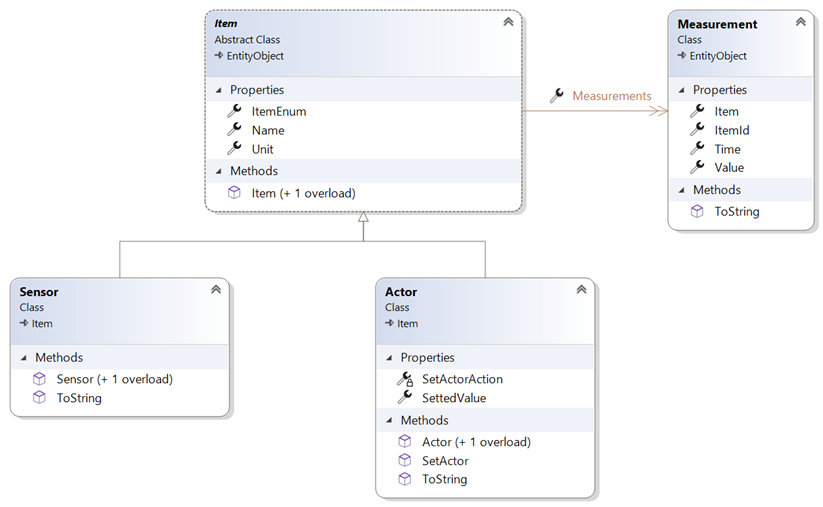 Item
Abstract Class
EntityObject
Properties
ItemEnum
Name
Unit
Methods
Item (+ 1 overload)
Measurements
Measurement
Class
EntityObject
Properties
Item
ItemId
Time
Value
Methods
ToString
Sensor
Class
Item
Methods
Sensor (+ 1 overload)
ToString
Actor
Class
Item
Properties
SetActorAction
SettedValue
Methods
Actor (+ 1 overload)
SetActor
ToString